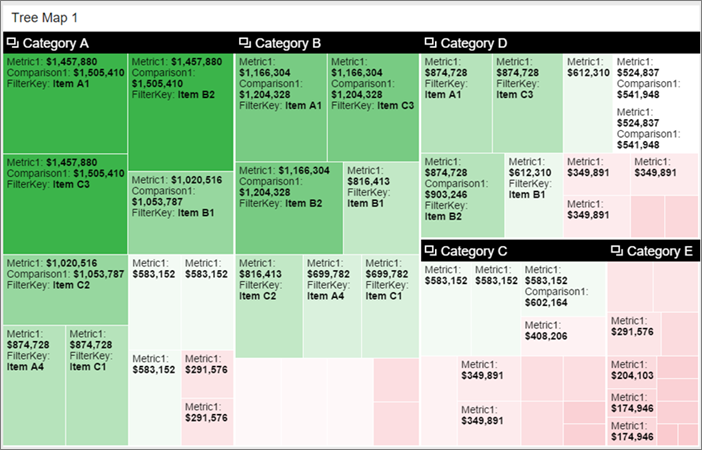 Tree Map 1
Category A
Metric1: $1,457,880
Comparison1: $1,505,410
FilterKey: Item A1
Metric1: $1,457,880
Comparison1:
$1,505,410
FilterKey: Item B2
Metric1: $1,457,880
Comparison1: $1,505,410
FilterKey: Item C3
Metric1: $1,020,516
Comparison1:
$1,053,787
FilterKey: Item B1
Metric1: $1,020,516
Comparison1: $1,053,787
FilterKey: Item C2
Metric1:
$583,152
Metric1:
$583,152
Metric1:
$874,728
FilterKey:
Item A4
Metric1:
$874,728
FilterKey:
Item C1
Metric1:
$583,152
Metric1:
$291,576
Metric1:
$291,576
Category B
Metric1:
$1,166,304
Comparison1:
$1,204,328
FilterKey: Item A1
Metric1:
$1,166,304
Comparison1:
$1,204,328
FilterKey: Item C3
Metric1: $1,166,304
Comparison1:
$1,204,328
FilterKey: Item B2
Metric1:
$816,413
FilterKey:
Item B1
Metric1:
$816,413
FilterKey:
Item C2
Metric1:
$699,782
FilterKey:
Item A4
Metric1:
$699,782
FilterKey:
Item C1
Category D
Metric1:
$874,728
FilterKey:
Item A1
Metric1:
$874,728
FilterKey:
Item C3
Metric1:
$612,310
Metric1:
$524,837
Comparison1:
$541,948
Metric1:
$524,837
Comparison1:
$541,948
Metric1:
$874,728
Comparison1:
$903,246
FilterKey:
Item B2
Metric1:
$612,310
FilterKey:
Item B1
Metric1:
$349,891
Metric1:
$349,891
Metric1:
$349,891
Category C
Metric1:
$583,152
Metric1:
$583,152
Metric1:
$583,152
Comparison1:
$602,164
Metric1:
$408,206
Metric1:
$349,891
Metric1:
$349,891
Category E
Metric1:
$291,576
Metric1:
$204,103
Metric1:
$174,946
Metric1:
$174,946